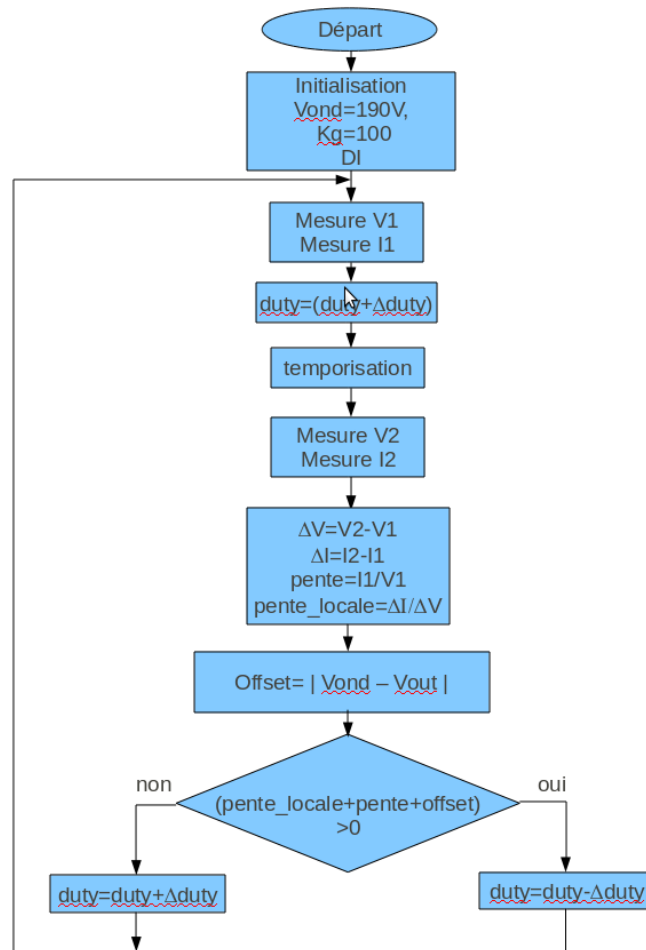 Départ
Initialisation
Vond=190V,
Kg=100
DI
Mesure V1
Mesure I1
duty=(duty+Δduty)
temporisation
Mesure V2
Mesure I2
ΔV=V2-V1
ΔI=I2-I1
pente=I1/V1
pente_locale=ΔI/ΔV
Offset= | Vond – Vout |
non
oui
(pente_locale+pente+offset)
>0
duty=duty+Δduty
duty=duty-Δduty